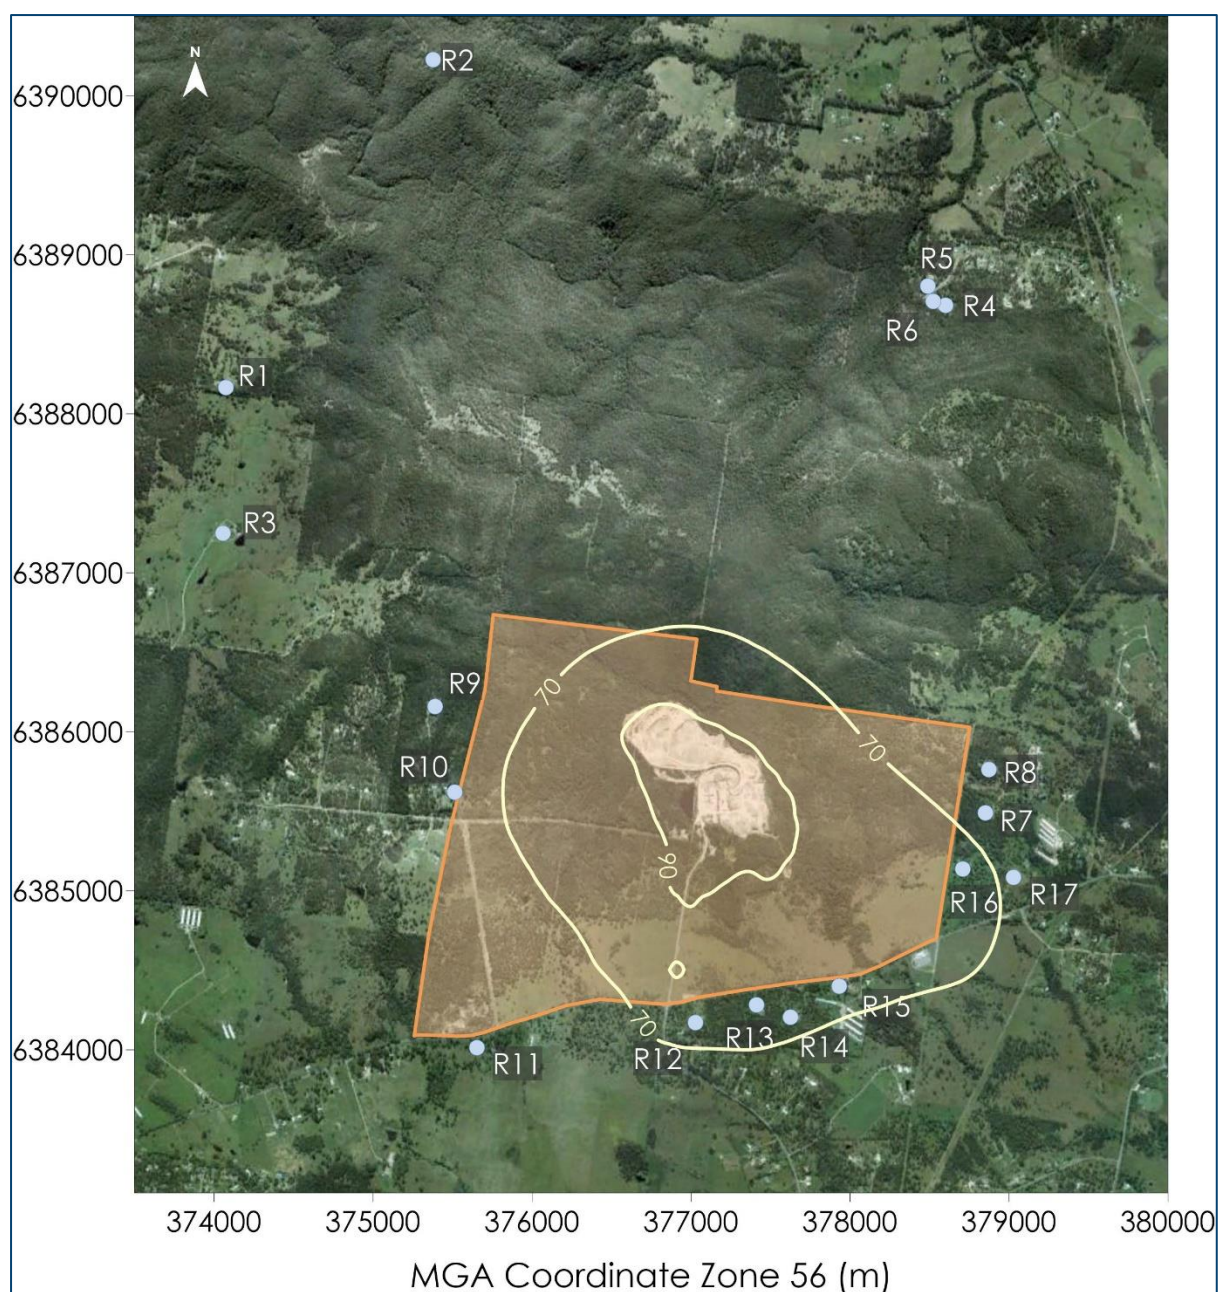 N
R2
6390000
6389000
R5
R4
R6
R1
6388000
R3
6387000
R9
70
6386000
70
R10
R8
R7
90
6385000
R16
R17
70
R15
R13
R14
R12
6384000
R11
374000 375000 376000 377000 378000 379000 380000
MGA Coordinate Zone 56 (m)